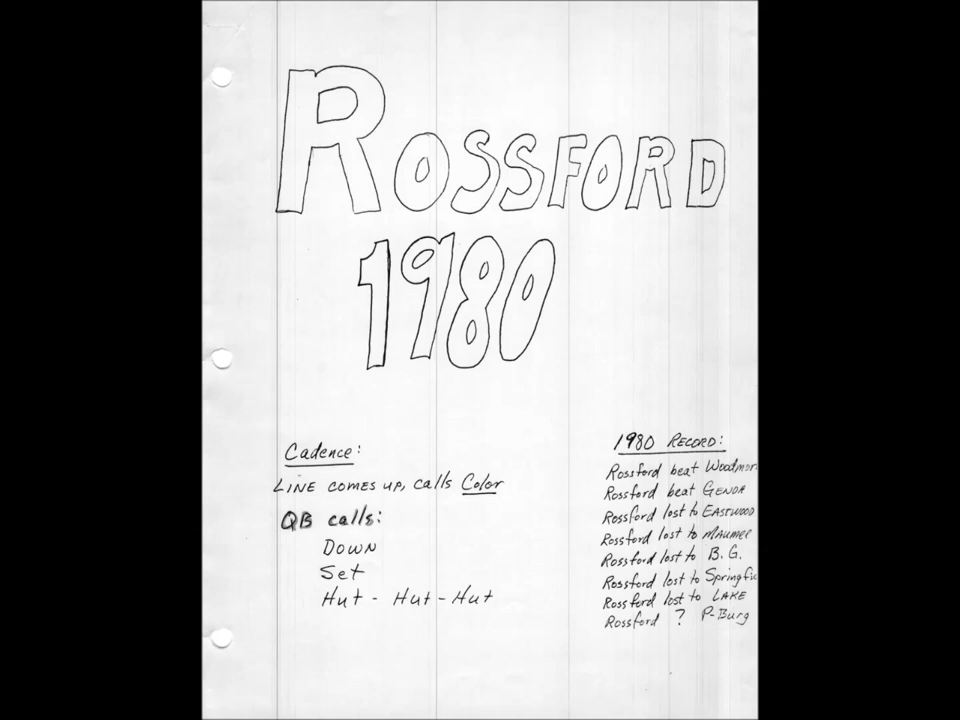 ROSSFORD
1980
Cadence:
LINE COMES UP, calls Color
QB calls:
DOWN
Set
Hut - Hut - Hut
1980 RECORD:
Rossford beat Woodmor
Rossford beat GENOA
Rossford lost to EASTWOOD
Rossford lost to MAUMEE
Rossford lost to B.G.
Rossford lost to Springfie
Rossford lost to LAKE
Rossford ? P-Burg